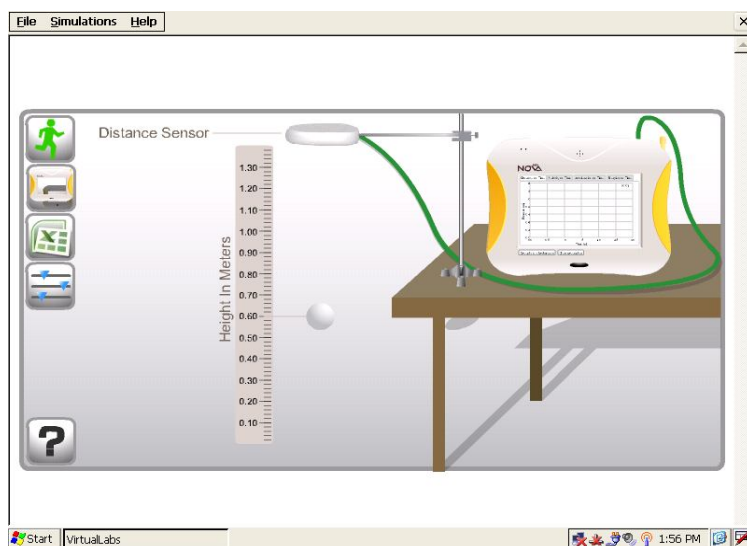 File Simulations Help
Distance Sensor
Height In Meters
1.30
1.20
1.10
1.00
0.90
0.80
0.70
0.60
0.50
0.40
0.30
0.20
0.10
NOVA
?
Start VirtualLabs 1:56 PM